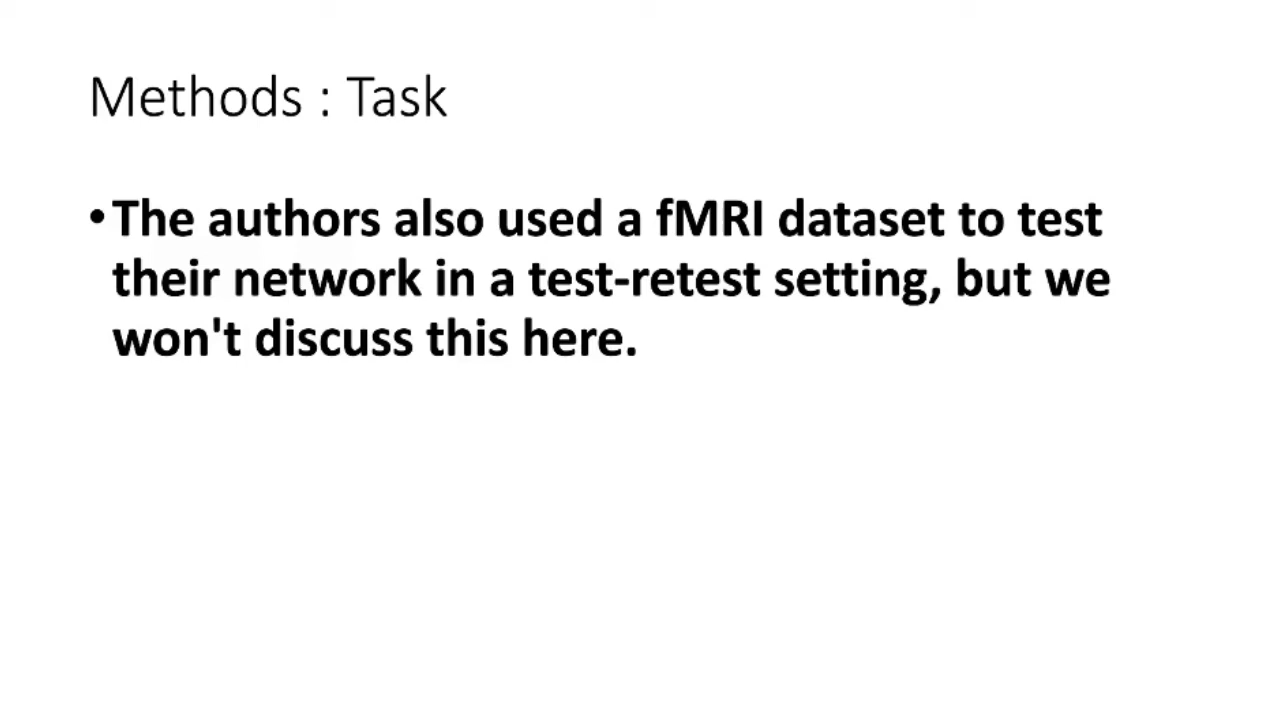 Methods : Task
•The authors also used a fMRI dataset to test
their network in a test-retest setting, but we
won't discuss this here.